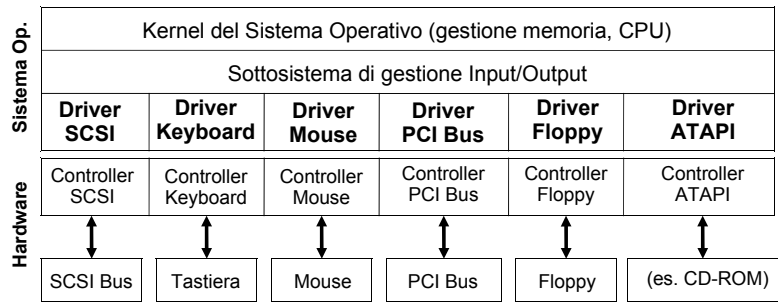 Sistema Op.
Kernel del Sistema Operativo (gestione memoria, CPU)
Sottosistema di gestione Input/Output
Driver
SCSI
Driver
Keyboard
Driver
Mouse
Driver
PCI Bus
Driver
Floppy
Driver
ATAPI
Hardware
Controller
SCSI
Controller
Keyboard
Controller
Mouse
Controller
PCI Bus
Controller
Floppy
Controller
ATAPI
SCSI Bus
Tastiera
Mouse
PCI Bus
Floppy
(es. CD-ROM)